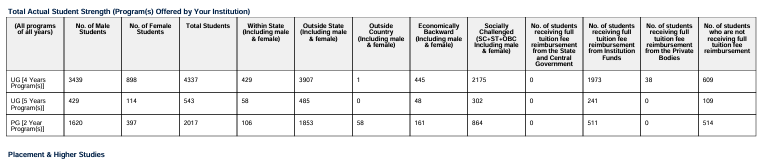 Total Actual Student Strength (Program(s) Offered by Your Institution)
(All programs of all years) No. of Male Students No. of Female Students Total Students Within State (Including male & female) Outside State (Including male & female) Outside Country (Including male & female) Economically Backward (Including male & female) Socially Challenged (SC+ST+OBC Including male & female) No. of students receiving full tuition fee reimbursement from the State and Central Government No. of students receiving full tuition fee reimbursement from Institution Funds No. of students receiving full tuition fee reimbursement from the Private Bodies No. of students who are not receiving full tuition fee reimbursement
UG [4 Years Program(s)] 3439 898 4337 429 3907 1 445 2175 0 1973 38 609
UG [5 Years Program(s)] 429 114 543 58 485 0 48 302 0 241 0 109
PG [2 Year Program(s)] 1620 397 2017 106 1853 58 161 864 0 511 0 514
Placement & Higher Studies